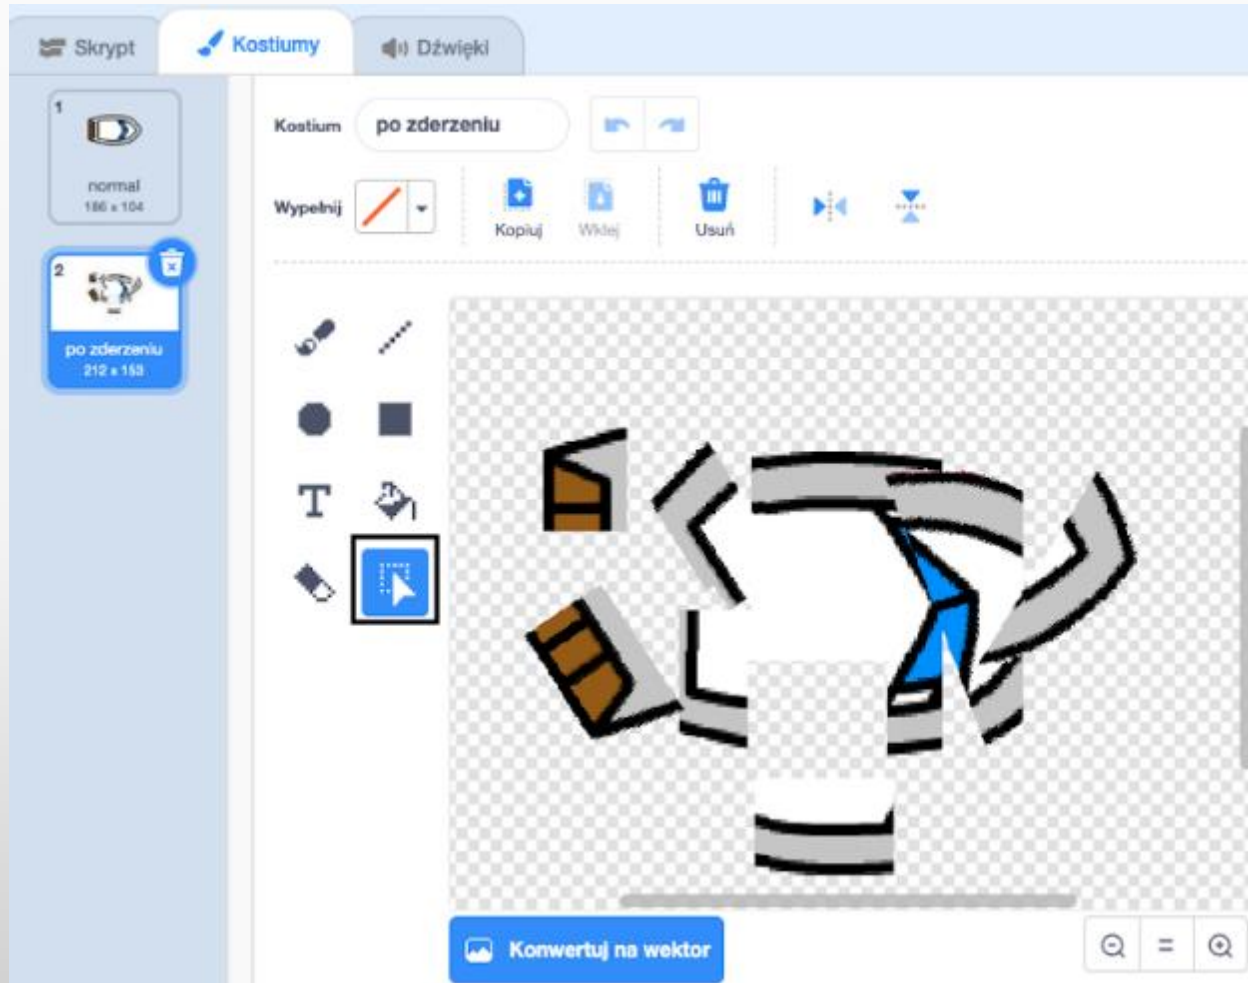 Skrypt
Kostiumy
Dźwięki
1
normal
186 x 104
2
po zderzeniu
212 x 153
Kostium
po zderzeniu
Wypełnij
Kopiuj
Wklej
Usuń
T
Konwertuj na wektor
=